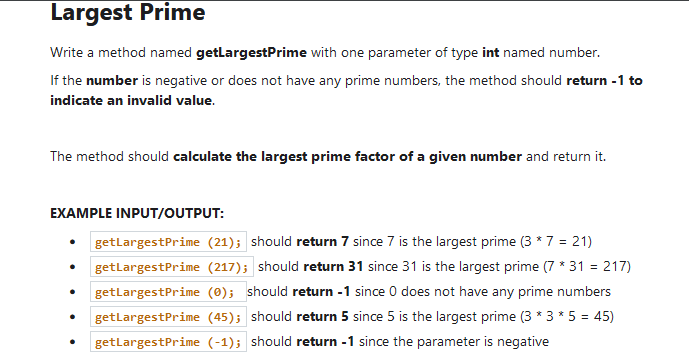 Largest Prime
Write a method named getLargestPrime with one parameter of type int named number.
If the number is negative or does not have any prime numbers, the method should return -1 to
indicate an invalid value.
The method should calculate the largest prime factor of a given number and return it.
EXAMPLE INPUT/OUTPUT:
• getLargestPrime (21); should return 7 since 7 is the largest prime (3 * 7 = 21)
• getLargestPrime (217); should return 31 since 31 is the largest prime (7 * 31 = 217)
• getLargestPrime (0); should return -1 since 0 does not have any prime numbers
• getLargestPrime (45); should return 5 since 5 is the largest prime (3 * 3 * 5 = 45)
• getLargestPrime (-1); should return -1 since the parameter is negative